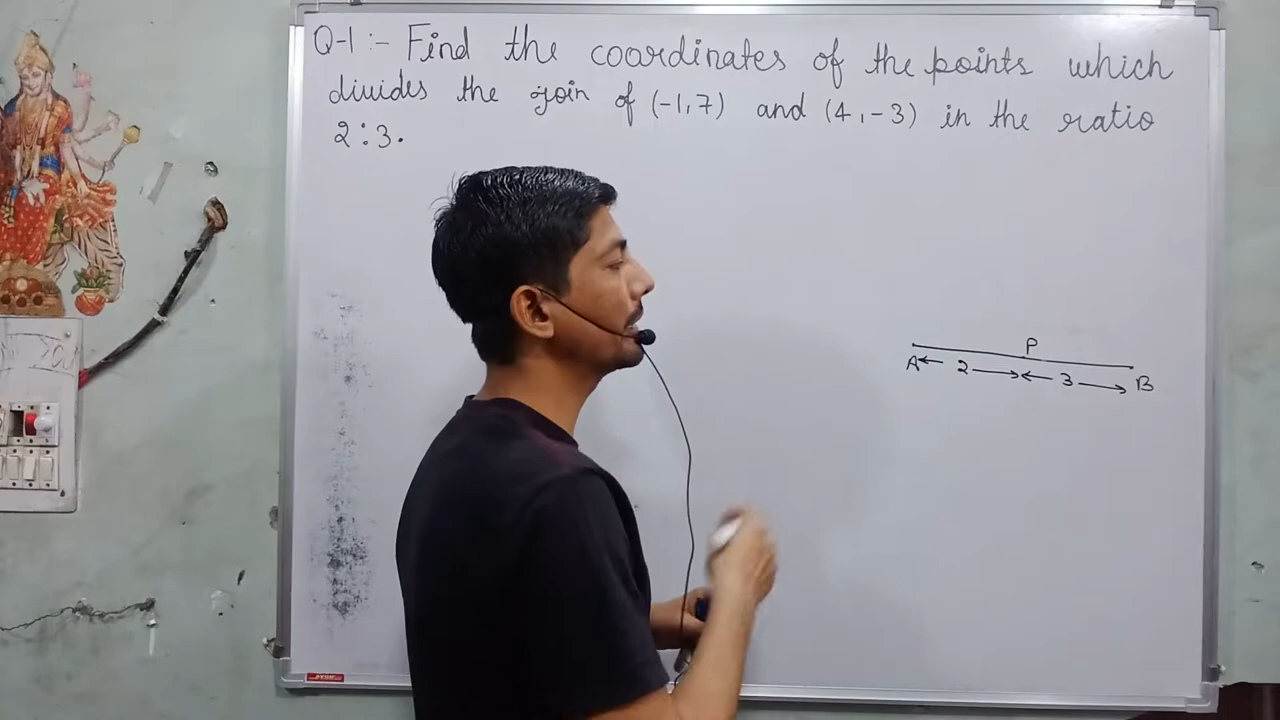 Q-1 :- Find the coordinates of the points which
divides the join of (-1,7) and (4,-3) in the ratio
2:3.
P
A 2 3 B